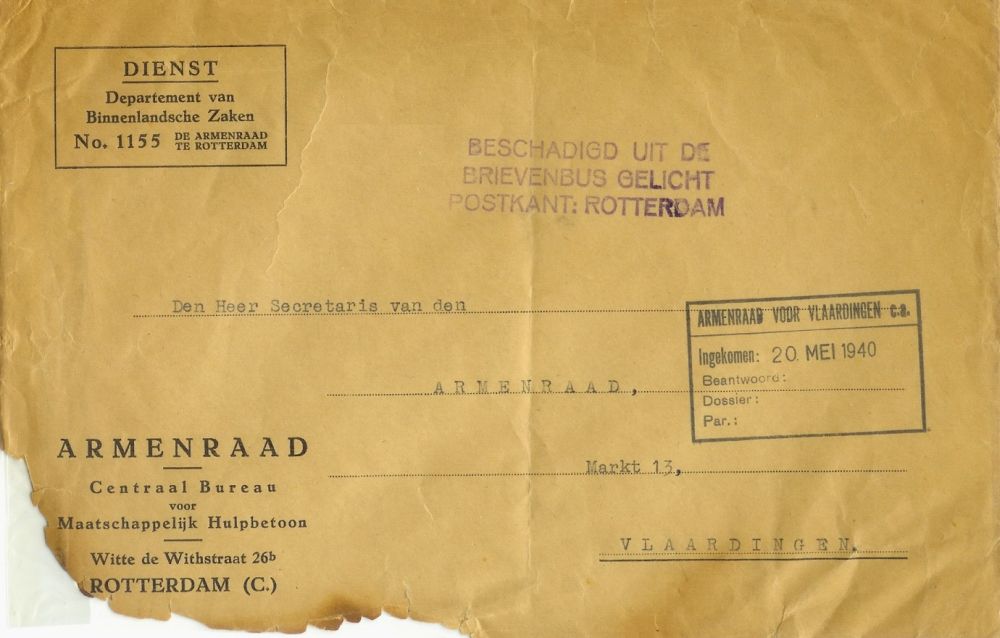 DIENST
Departement van
Binnenlandsche Zaken
No. 1155 DE ARMENRAAD
TE ROTTERDAM
BESCHADIGD UIT DE
BRIEVENBUS GELICHT
POSTKANT: ROTTERDAM
Den Heer Secretaris van den
ARMENRAAD,
Markt 13,
VLAARDINGEN.
ARMENRAAD VOOR VLAARDINGEN c.a.
Ingekomen: 20. MEI 1940
Beantwoord:
Dossier:
Par.:
ARMENRAAD
Centraal Bureau
voor
Maatschappelijk Hulpbetoon
Witte de Withstraat 26b
ROTTERDAM (C.)